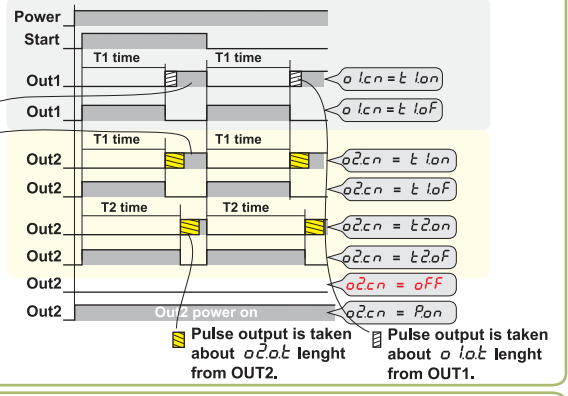 Power
Start
T1 time T1 time
Out1 o1.cn = t1.on
Out1 o1.cn = t1.oF
T1 time T1 time
Out2 o2.cn = t1.on
Out2 o2.cn = t1.oF
T2 time T2 time
Out2 o2.cn = t2.on
Out2 o2.cn = t2.oF
Out2 o2.cn = oFF
Out2 Out2 power on o2.cn = P.on
Pulse output is taken
about o2.o.t lenght
from OUT2.
Pulse output is taken
about o1.o.t lenght
from OUT1.